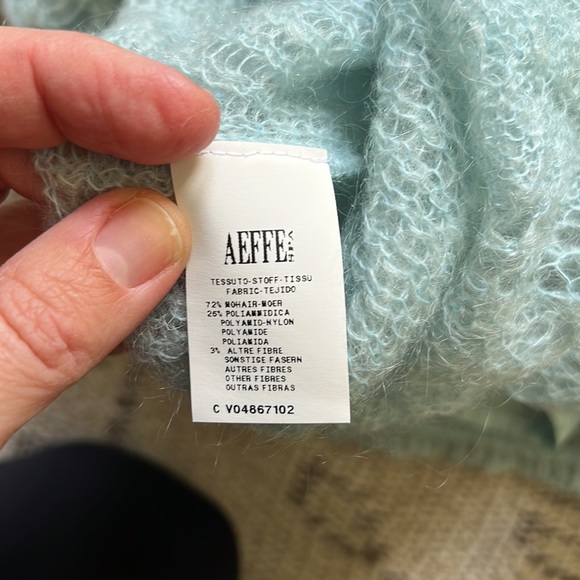 AEFFE SPA
TESSUTO-STOFF-TISSU
FABRIC-TEJIDO
72% MOHAIR-MOER
25% POLIAMMIDICA
POLYAMID-NYLON
POLYAMIDE
POLIAMIDA
3% ALTRE FIBRE
SONSTIGE FASERN
AUTRES FIBRES
OTHER FIBRES
OUTRAS FIBRAS
C V04867102